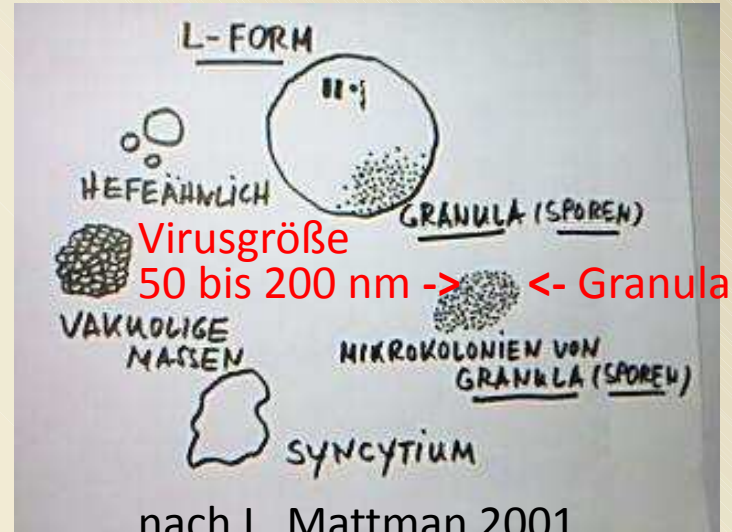 L-FORM
HEFEÄHNLICH
GRANULA (SPOREN)
Virusgröße
50 bis 200 nm -> <- Granula
VAKUOLIGE
MASSEN
MIKROKOLONIEN VON
GRANULA (SPOREN)
SYNCYTIUM
nach L. Mattman 2001